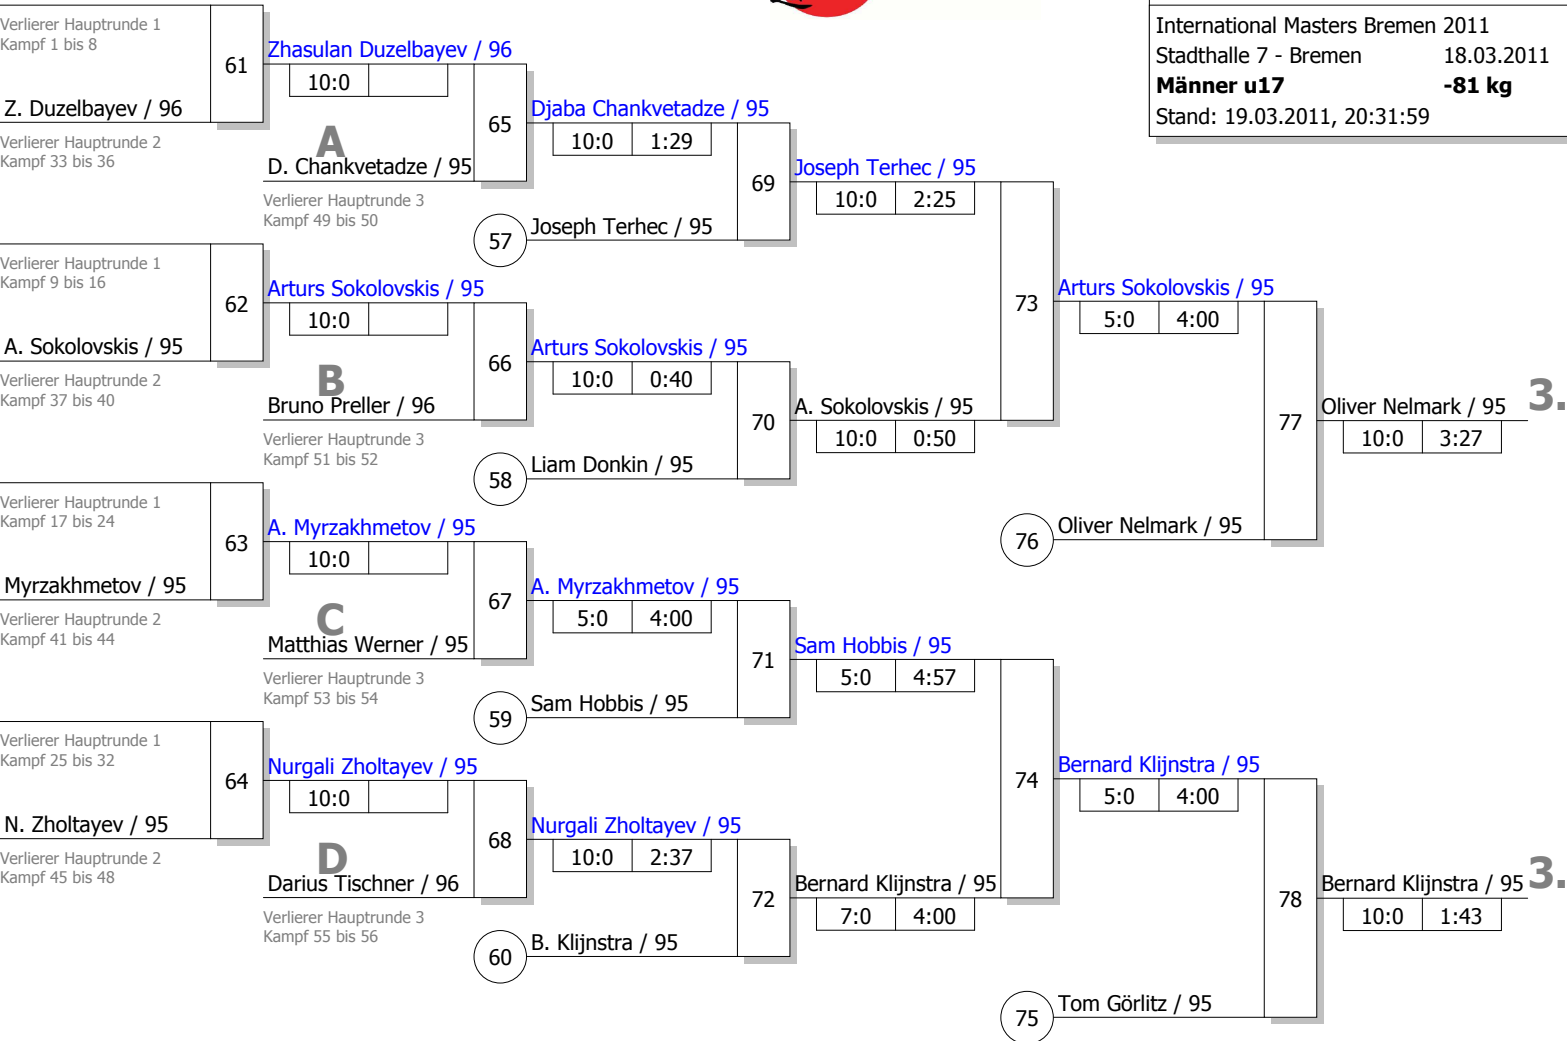 International Masters Bremen 2011
Stadthalle 7 - Bremen 18.03.2011
Männer u17 -81 kg
Stand: 19.03.2011, 20:31:59
Verlierer Hauptrunde 1
Kampf 1 bis 8
61
Z. Duzelbayev / 96
Verlierer Hauptrunde 2
Kampf 33 bis 36
Zhasulan Duzelbayev / 96
10:0
A
65
D. Chankvetadze / 95
Verlierer Hauptrunde 3
Kampf 49 bis 50
Djaba Chankvetadze / 95
10:0 1:29
69
57
Joseph Terhec / 95
Joseph Terhec / 95
10:0 2:25
Verlierer Hauptrunde 1
Kampf 9 bis 16
62
A. Sokolovskis / 95
Verlierer Hauptrunde 2
Kampf 37 bis 40
Arturs Sokolovskis / 95
10:0
B
66
Bruno Preller / 96
Verlierer Hauptrunde 3
Kampf 51 bis 52
Arturs Sokolovskis / 95
10:0 0:40
70
58
Liam Donkin / 95
A. Sokolovskis / 95
10:0 0:50
73
Arturs Sokolovskis / 95
5:0 4:00
77
76
Oliver Nelmark / 95
Oliver Nelmark / 95
3.
10:0 3:27
Verlierer Hauptrunde 1
Kampf 17 bis 24
63
Myrzakhmetov / 95
Verlierer Hauptrunde 2
Kampf 41 bis 44
A. Myrzakhmetov / 95
10:0
C
67
Matthias Werner / 95
Verlierer Hauptrunde 3
Kampf 53 bis 54
A. Myrzakhmetov / 95
5:0 4:00
71
59
Sam Hobbis / 95
Sam Hobbis / 95
5:0 4:57
Verlierer Hauptrunde 1
Kampf 25 bis 32
64
N. Zholtayev / 95
Verlierer Hauptrunde 2
Kampf 45 bis 48
Nurgali Zholtayev / 95
10:0
D
68
Darius Tischner / 96
Verlierer Hauptrunde 3
Kampf 55 bis 56
Nurgali Zholtayev / 95
10:0 2:37
72
60
B. Klijnstra / 95
Bernard Klijnstra / 95
7:0 4:00
74
Bernard Klijnstra / 95
5:0 4:00
78
75
Tom Görlitz / 95
Bernard Klijnstra / 95
3.
10:0 1:43